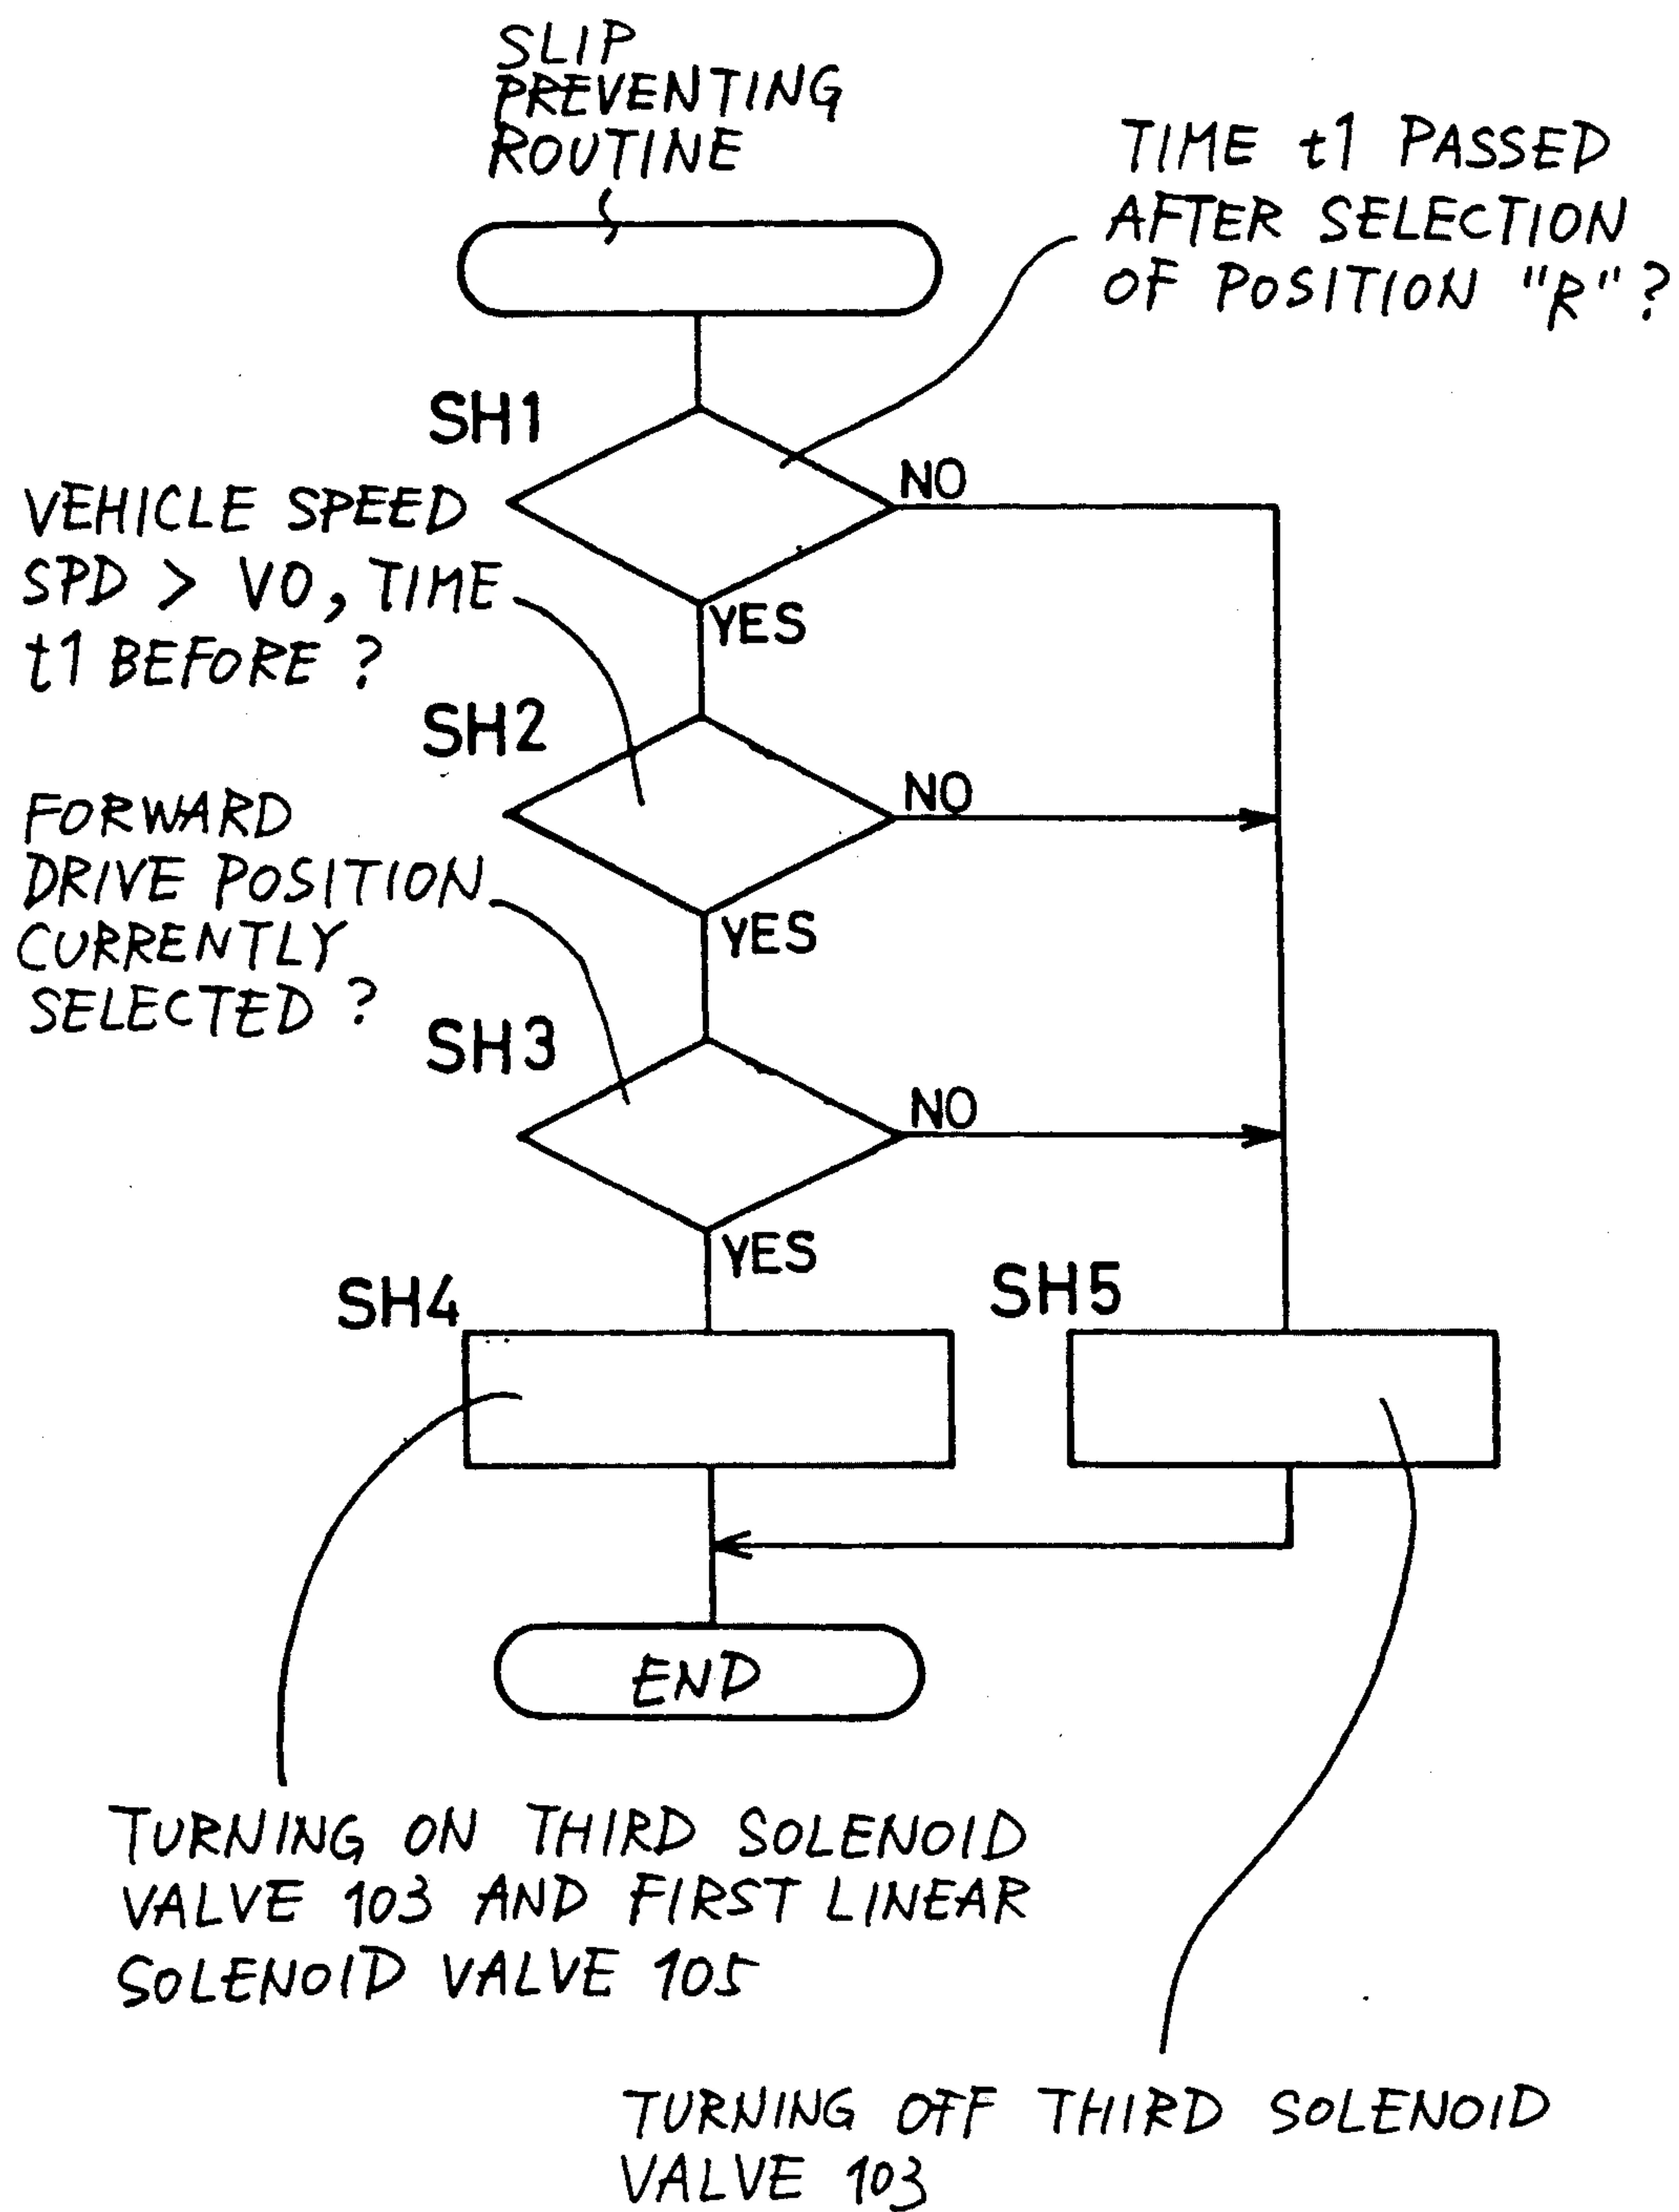 SLIP
PREVENTING
ROUTINE
TIME t1 PASSED
AFTER SELECTION
OF POSITION "R"?
SH1
NO
VEHICLE SPEED
SPD > V0, TIME
t1 BEFORE ?
YES
SH2
NO
FORWARD
DRIVE POSITION
CURRENTLY
SELECTED ?
YES
SH3
NO
YES
SH4
SH5
END
TURNING ON THIRD SOLENOID
VALVE 103 AND FIRST LINEAR
SOLENOID VALVE 105
TURNING OFF THIRD SOLENOID
VALVE 103